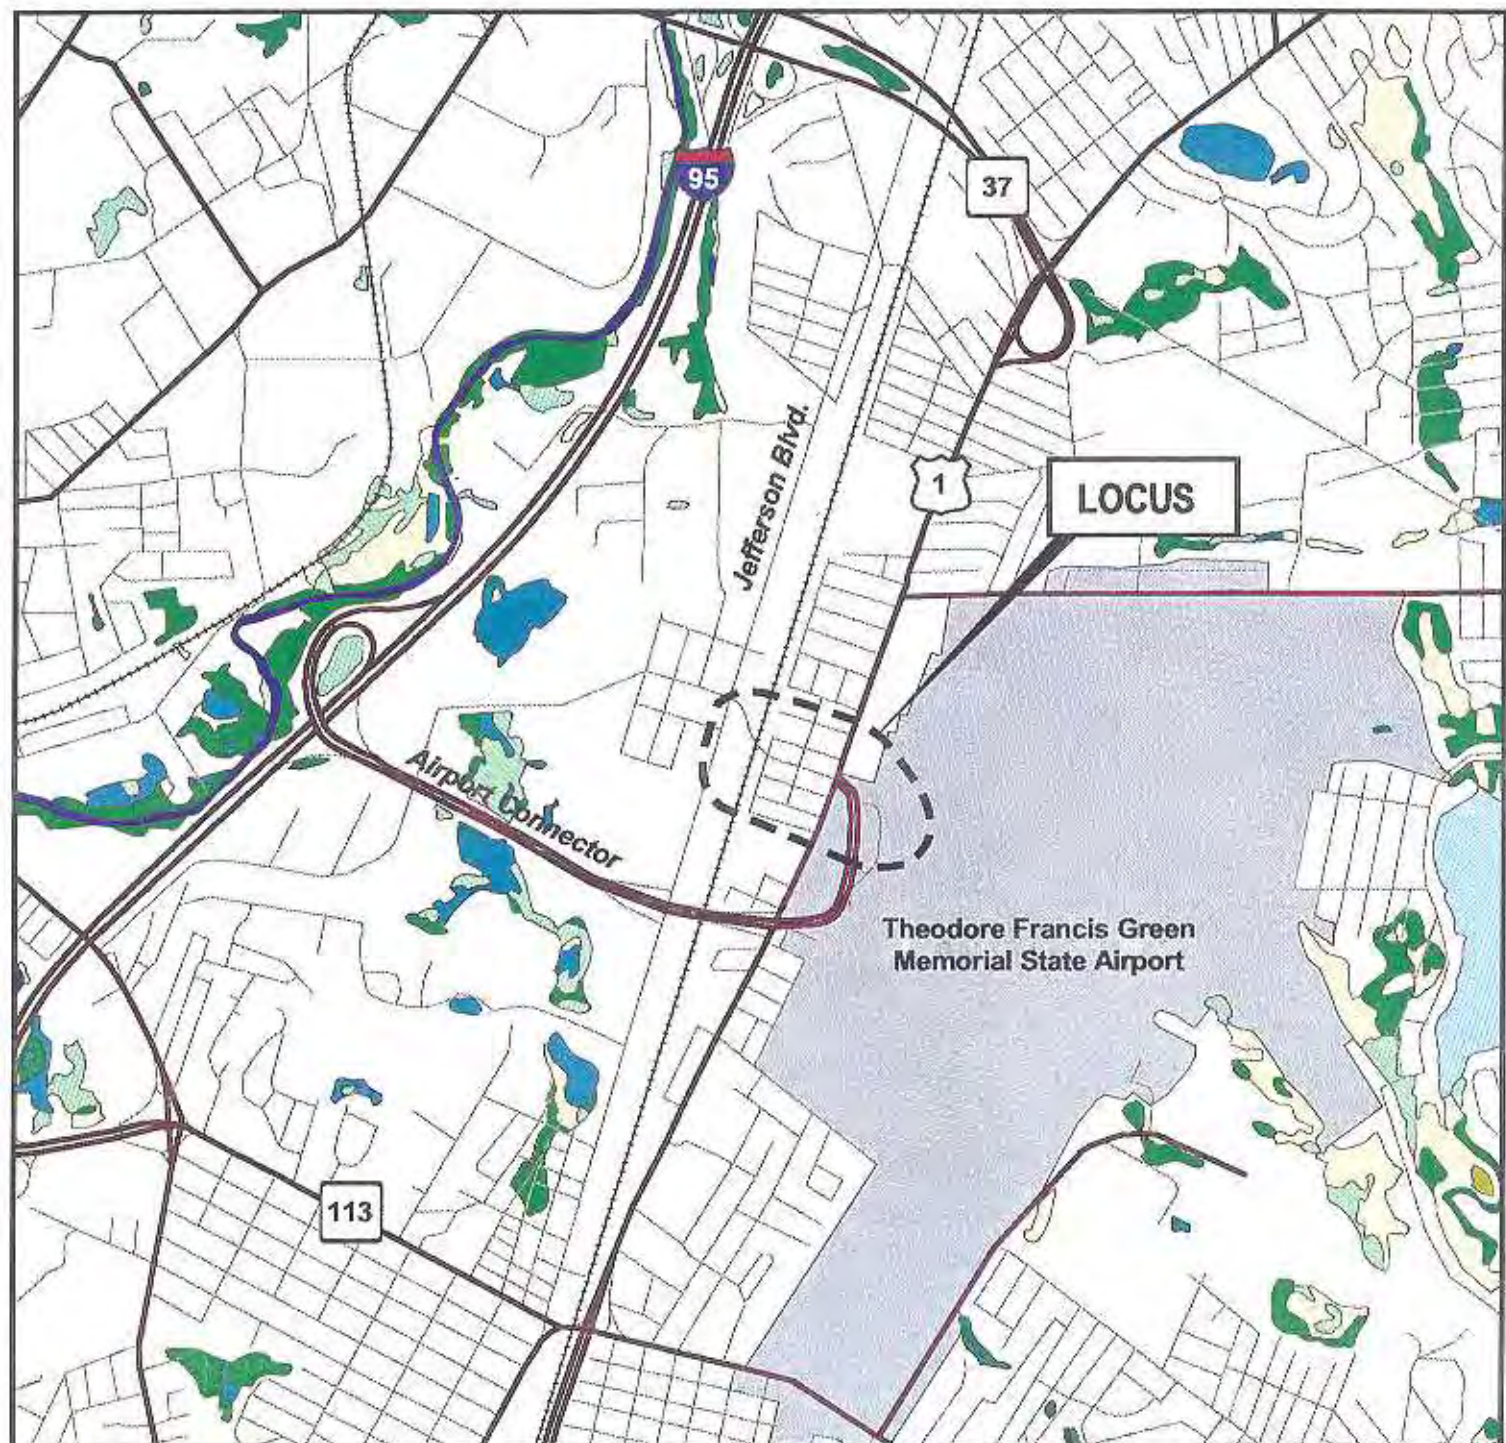 95
37
Jefferson Blvd.
1
LOCUS
Airport Connector
Theodore Francis Green
Memorial State Airport
113